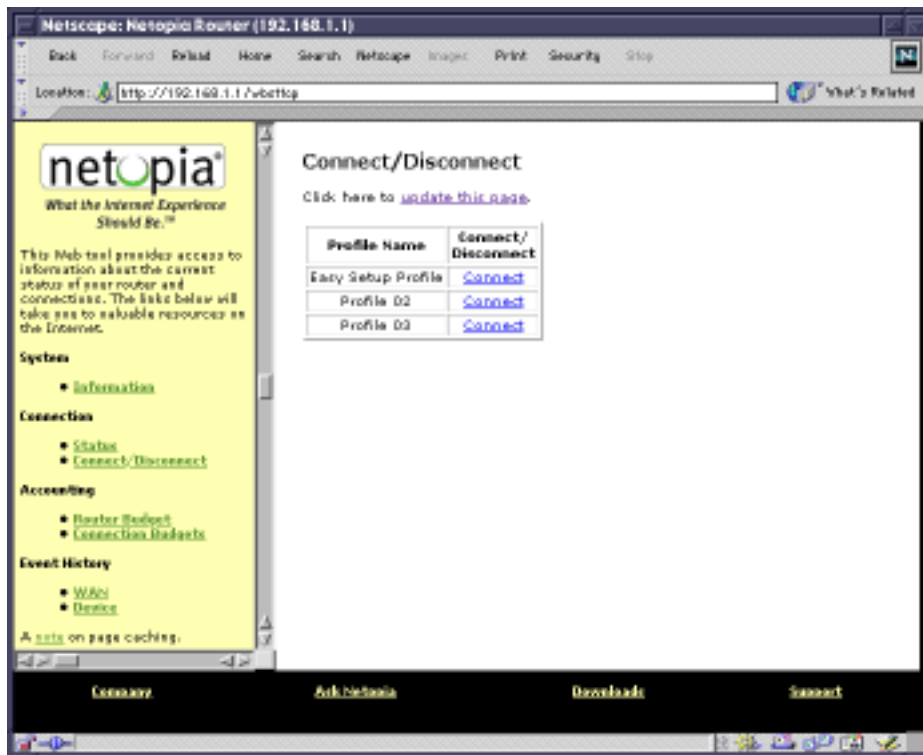 Netscape: Netopia Router (192.168.1.1)
Back Forward Reload Home Search Netscape Images Print Security Stop
N
Location: http://192.168.1.1/wbsttop What's Related
netopia®
What the Internet Experience
Should Be.™
This Web tool provides access to
information about the current
status of your router and
connections. The links below will
take you to valuable resources on
the Internet.
System
Information
Connection
Status
Connect/Disconnect
Accounting
Router Budget
Connection Budgets
Event History
WAN
Device
A note on page caching.
Connect/Disconnect
Click here to update this page.
Profile Name Connect/
Disconnect
Easy Setup Profile Connect
Profile 02 Connect
Profile 03 Connect
Company Ask Netopia Downloads Support